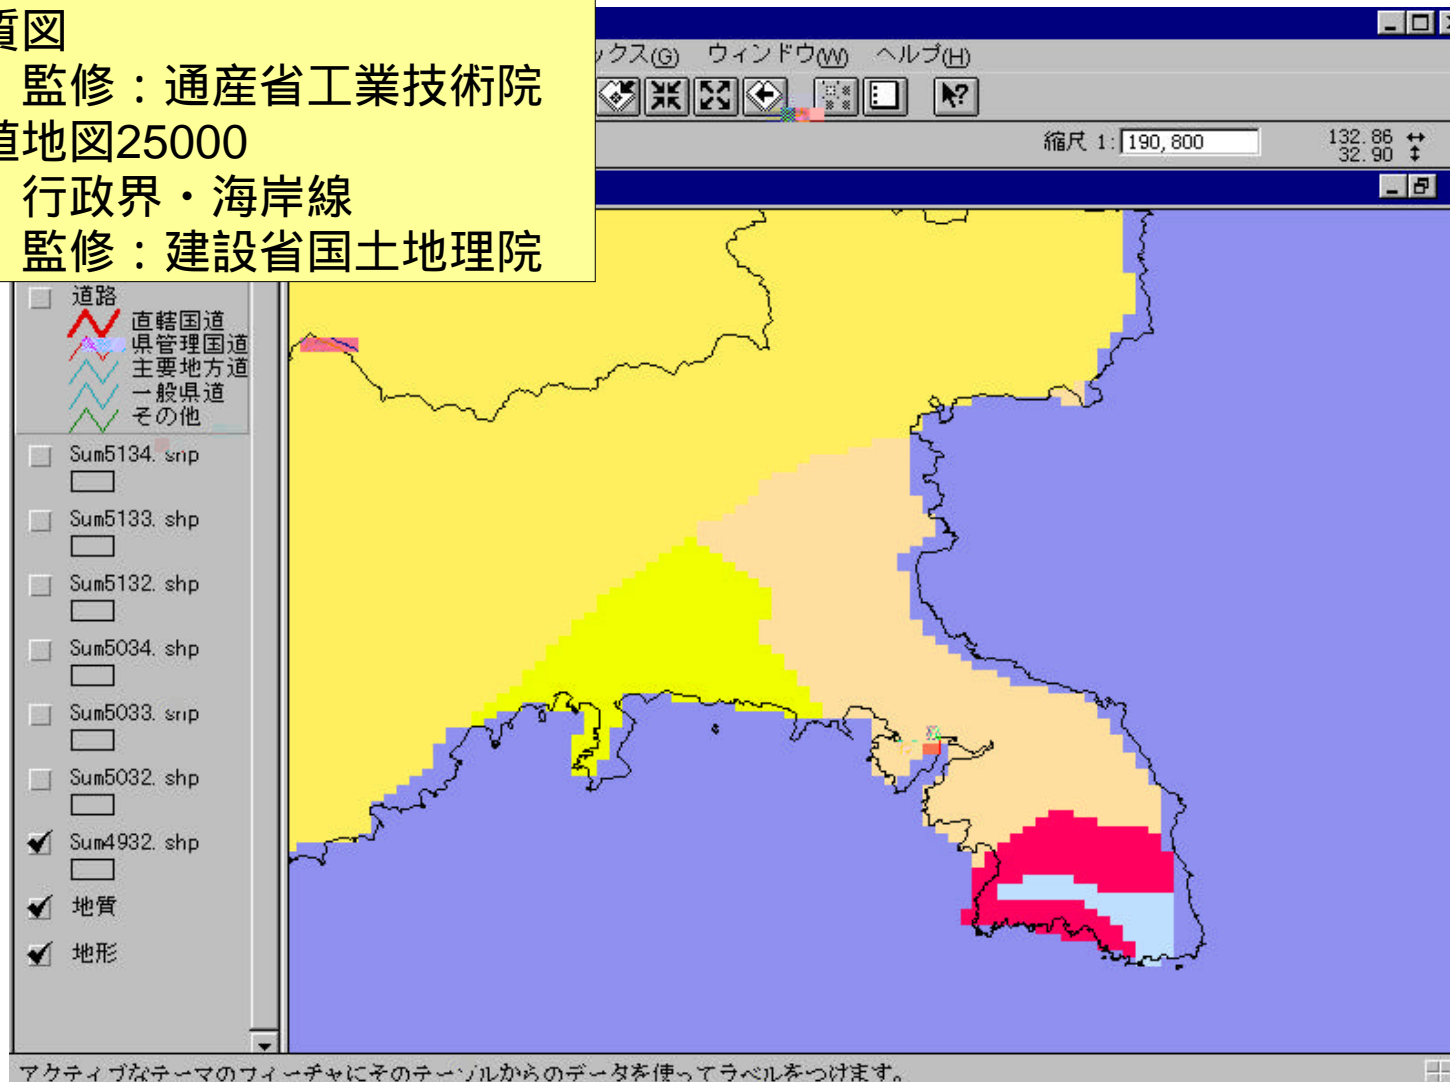 質図
監修：通産省工業技術院
地図25000
行政界・海岸線
監修：建設省国土地理院
ックス(G) ウィンドウ(W) ヘルプ(H)
縮尺 1: 190,800
132.86
32.90
道路
直轄国道
県管理国道
主要地方道
一般県道
その他
Sum5134.shp
Sum5133.shp
Sum5132.shp
Sum5034.shp
Sum5033.shp
Sum5032.shp
Sum4932.shp
地質
地形
アクティブなテーマのフィーチャにそのテーブルからのデータを使ってラベルをつけます。